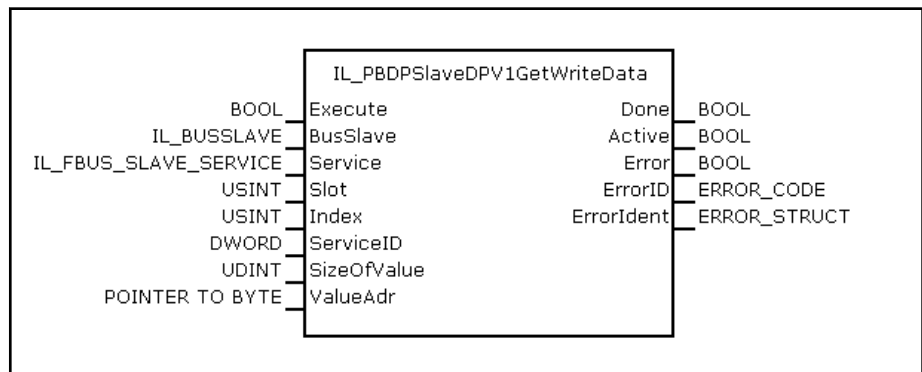 IL_PBDPSlaveDPV1GetWriteData
BOOL Execute Done BOOL
IL_BUSSLAVE BusSlave Active BOOL
IL_FBUS_SLAVE_SERVICE Service Error BOOL
USINT Slot ErrorID ERROR_CODE
USINT Index ErrorIdent ERROR_STRUCT
DWORD ServiceID
UDINT SizeOfValue
POINTER TO BYTE ValueAdr